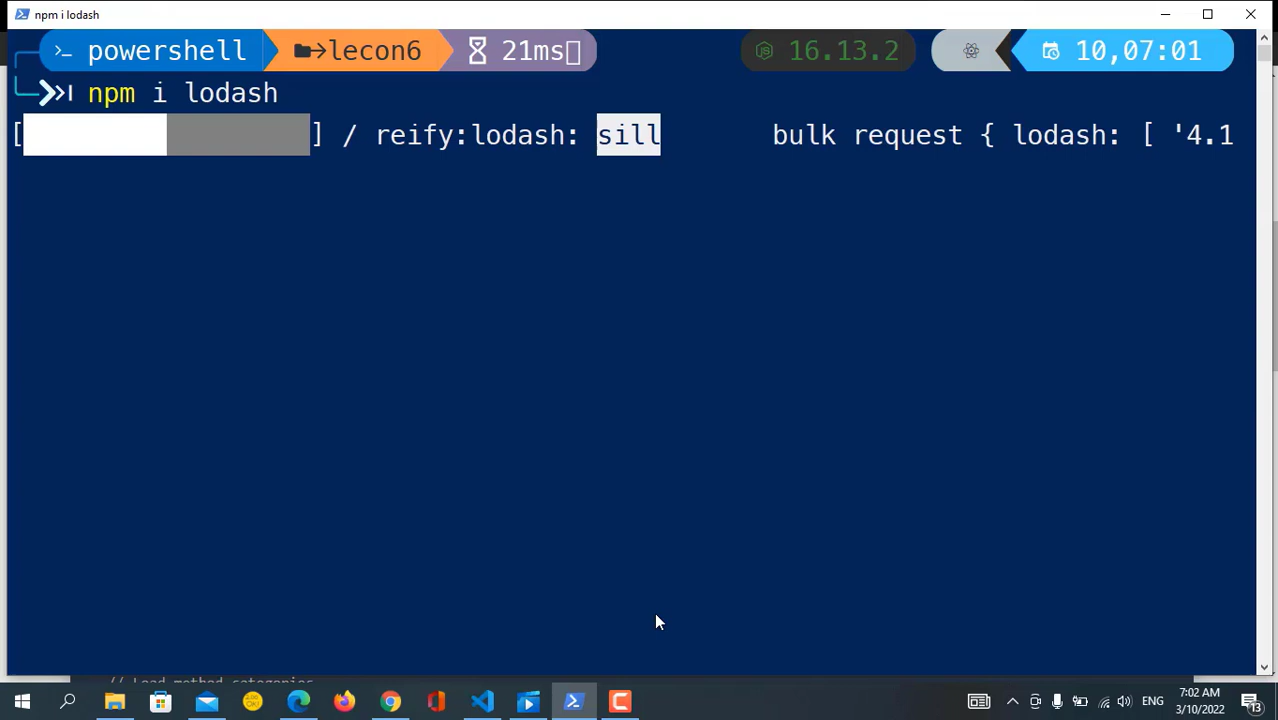 npm i lodash
powershell lecon6 21ms 16.13.2 10,07:01
npm i lodash
[ ] / reify:lodash: sill bulk request { lodash: [ '4.1
// Load method categories
ENG
7:02 AM
3/10/2022
13